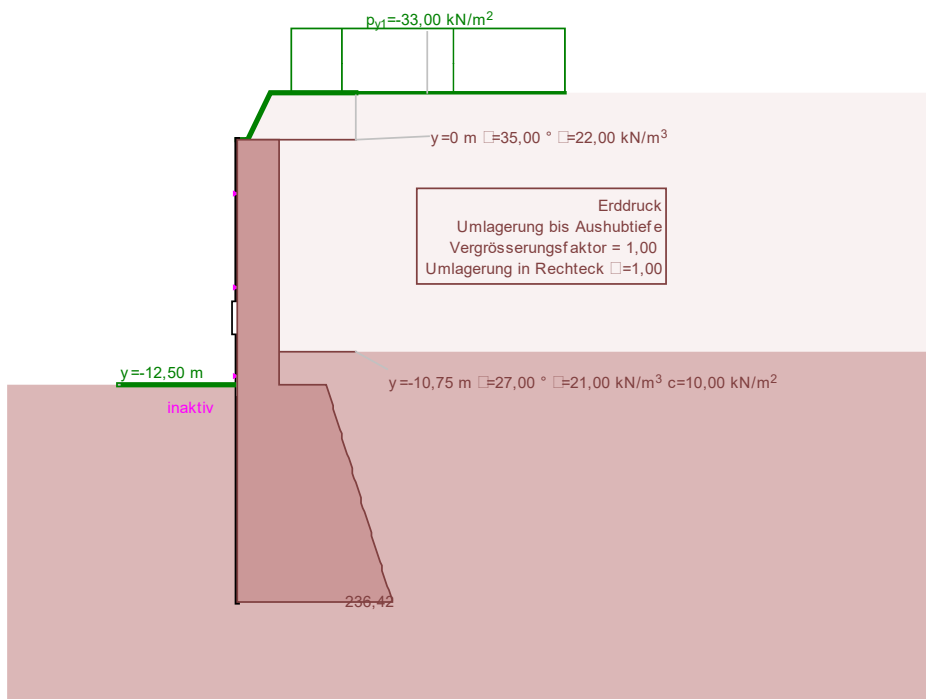 py1=-33,00 kN/m²
y=0 m □=35,00 ° □=22,00 kN/m³
Erddruck
Umlagerung bis Aushubtiefe
Vergrösserungsfaktor = 1,00
Umlagerung in Rechteck □=1,00
y=-12,50 m
y=-10,75 m □=27,00 ° □=21,00 kN/m³ c=10,00 kN/m²
inaktiv
236,42